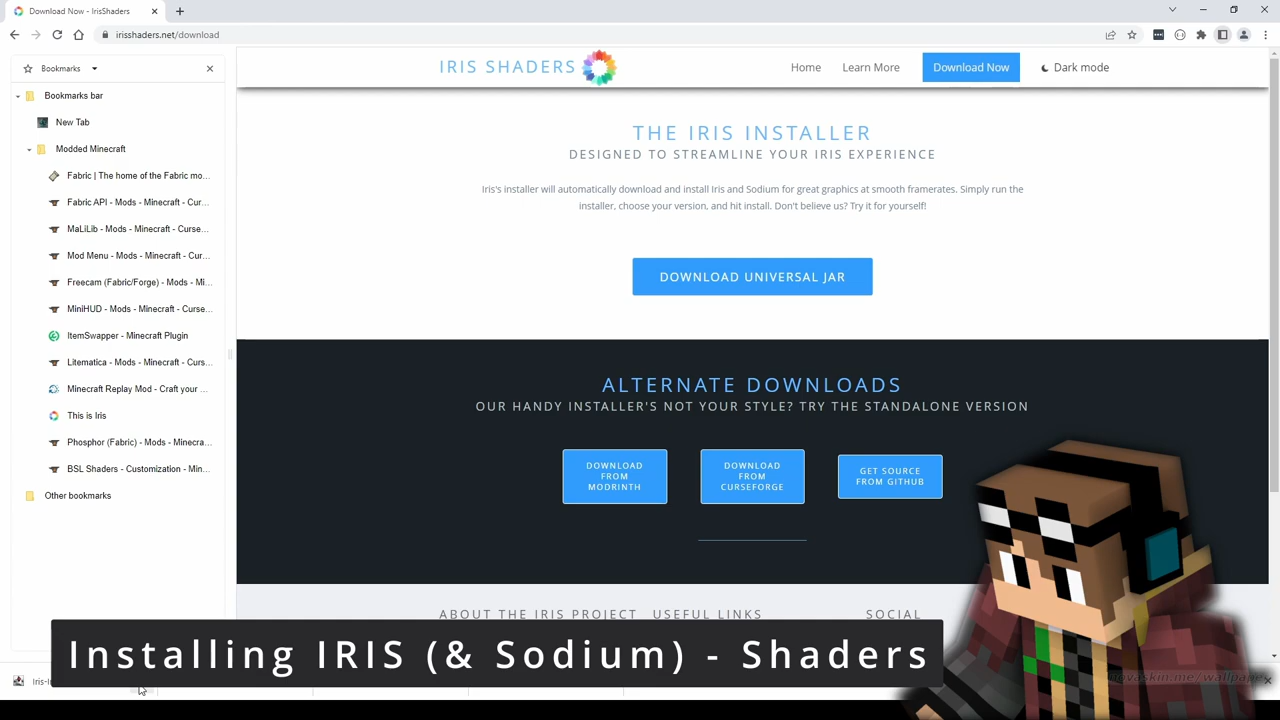 Download Now - IrisShaders
irisshaders.net/download
Bookmarks
Bookmarks bar
New Tab
Modded Minecraft
Fabric | The home of the Fabric mo...
Fabric API - Mods - Minecraft - Cur...
MaLiLib - Mods - Minecraft - Curse...
Mod Menu - Mods - Minecraft - Cur...
Freecam (Fabric/Forge) - Mods - Mi...
MiniHUD - Mods - Minecraft - Curse...
ItemSwapper - Minecraft Plugin
Litematica - Mods - Minecraft - Curs...
Minecraft Replay Mod - Craft your ...
This is Iris
Phosphor (Fabric) - Mods - Minecra...
BSL Shaders - Customization - Min...
Other bookmarks
IRIS SHADERS
Home
Learn More
Download Now
Dark mode
THE IRIS INSTALLER
DESIGNED TO STREAMLINE YOUR IRIS EXPERIENCE
Iris's installer will automatically download and install Iris and Sodium for great graphics at smooth framerates. Simply run the
installer, choose your version, and hit install. Don't believe us? Try it for yourself!
DOWNLOAD UNIVERSAL JAR
ALTERNATE DOWNLOADS
OUR HANDY INSTALLER'S NOT YOUR STYLE? TRY THE STANDALONE VERSION
DOWNLOAD
FROM
MODRINTH
DOWNLOAD
FROM
CURSEFORGE
GET SOURCE
FROM GITHUB
ABOUT THE IRIS PROJECT
USEFUL LINKS
SOCIAL
Installing IRIS (& Sodium) - Shaders